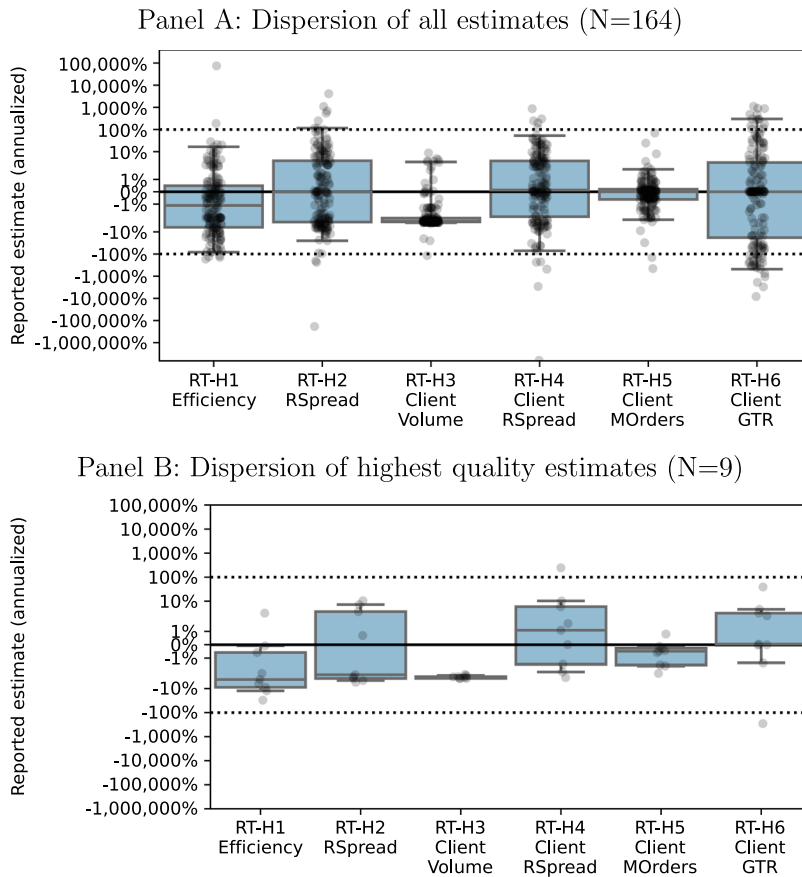 Panel A: Dispersion of all estimates (N=164)
Reported estimate (annualized)
100,000%
10,000%
1,000%
100%
10%
1%
0%
-1%
-10%
-100%
-1,000%
-10,000%
-100,000%
-1,000,000%
RT-H1
Efficiency
RT-H2
RSpread
RT-H3
Client
Volume
RT-H4
Client
RSpread
RT-H5
Client
MOrders
RT-H6
Client
GTR
Panel B: Dispersion of highest quality estimates (N=9)
Reported estimate (annualized)
100,000%
10,000%
1,000%
100%
10%
1%
0%
-1%
-10%
-100%
-1,000%
-10,000%
-100,000%
-1,000,000%
RT-H1
Efficiency
RT-H2
RSpread
RT-H3
Client
Volume
RT-H4
Client
RSpread
RT-H5
Client
MOrders
RT-H6
Client
GTR